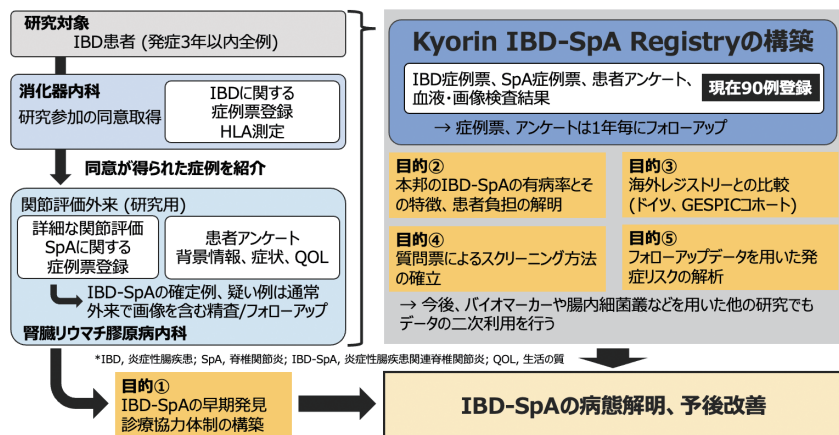 研究対象
IBD患者 (発症3年以内全例)
消化器内科
研究参加の同意取得
IBDに関する
症例票登録
HLA測定
同意が得られた症例を紹介
関節評価外来 (研究用)
詳細な関節評価
SpAに関する
症例票登録
患者アンケート
背景情報、症状、QOL
IBD-SpAの確定例、疑い例は通常
外来で画像を含む精査/フォローアップ
腎臓リウマチ膠原病内科
Kyorin IBD-SpA Registryの構築
IBD症例票、SpA症例票、患者アンケート、
血液・画像検査結果
現在90例登録
→ 症例票、アンケートは1年毎にフォローアップ
目的②
本邦のIBD-SpAの有病率とそ
の特徴、患者負担の解明
目的③
海外レジストリーとの比較
(ドイツ、GESPICコホート)
目的④
質問票によるスクリーニング方法
の確立
目的⑤
フォローアップデータを用いた発
症リスクの解析
→ 今後、バイオマーカーや腸内細菌叢などを用いた他の研究でも
データの二次利用を行う
*IBD, 炎症性腸疾患; SpA, 脊椎関節炎; IBD-SpA, 炎症性腸疾患関連脊椎関節炎; QOL, 生活の質
目的①
IBD-SpAの早期発見
診療協力体制の構築
IBD-SpAの病態解明、予後改善